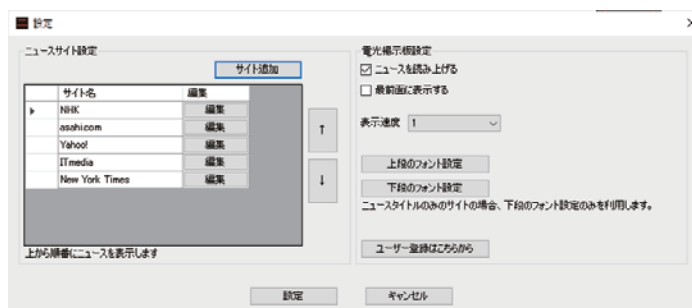 設定
ニュースサイト設定
サイト追加
サイト名 編集
NHK 編集
asahi.com 編集
Yahoo! 編集
ITmedia 編集
New York Times 編集
↑
↓
上から順番にニュースを表示します
電光掲示板設定
ニュースを読み上げる
最前面に表示する
表示速度 1
上段のフォント設定
下段のフォント設定
ニュースタイトルのみのサイトの場合、下段のフォント設定のみを利用します。
ユーザー登録はこちらから
設定 キャンセル